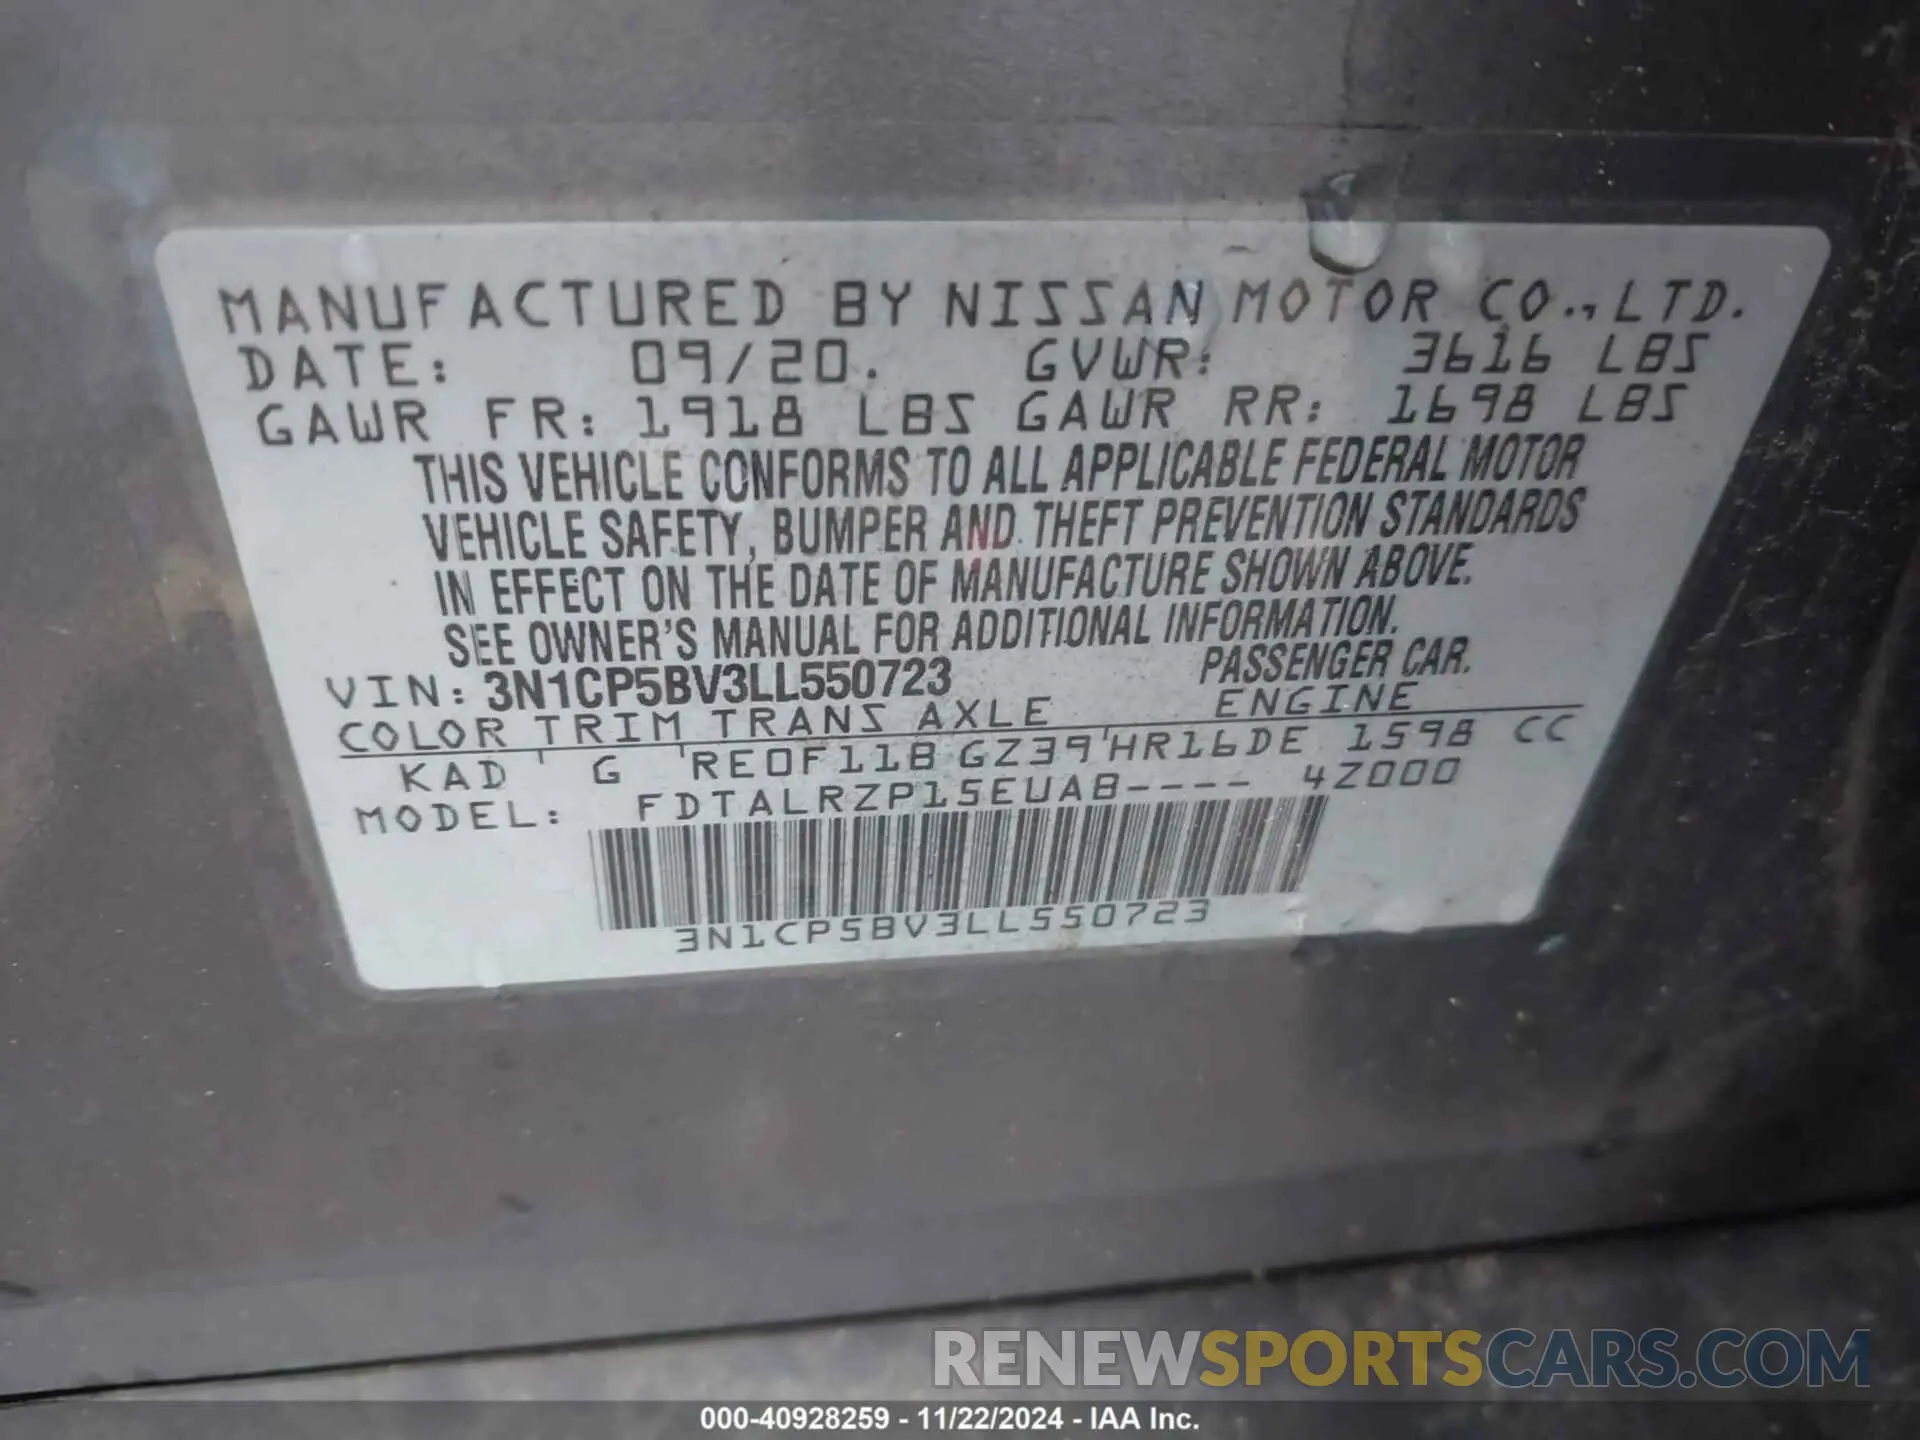 MANUFACTURED BY NISSAN MOTOR CO., LTD.
DATE: 09/20. GVWR: 3616 LBS
GAWR FR: 1918 LBS GAWR RR: 1698 LBS
THIS VEHICLE CONFORMS TO ALL APPLICABLE FEDERAL MOTOR
VEHICLE SAFETY, BUMPER AND THEFT PREVENTION STANDARDS
IN EFFECT ON THE DATE OF MANUFACTURE SHOWN ABOVE.
SEE OWNER'S MANUAL FOR ADDITIONAL INFORMATION.
VIN: 3N1CP5BV3LL550723 PASSENGER CAR.
COLOR TRIM TRANS AXLE ENGINE
KAD ' G 'RE0F11B GZ39'HR16DE 1598 CC
MODEL: FDTALRZP15EUAB---- 4Z000
3N1CP5BV3LL550723
RENEWSPORTSCARS.COM
000-40928259 - 11/22/2024 - IAA Inc.